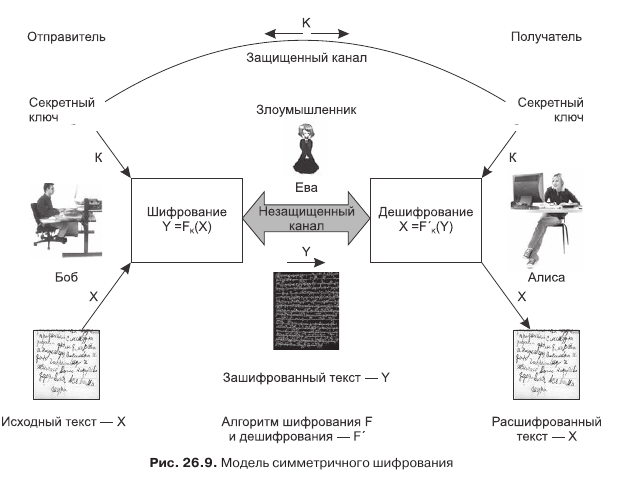 K
Отправитель
Получатель
Защищенный канал
Секретный
ключ
Злоумышленник
Секретный
ключ
K
K
Ева
Шифрование
Y =Fк(X)
Незащищенный
канал
Дешифрование
X =F´к(Y)
Y
Боб
Алиса
X
X
Зашифрованный текст — Y
Исходный текст — X
Алгоритм шифрования F
и дешифрования — F´
Расшифрованный
текст — X
Рис. 26.9. Модель симметричного шифрования